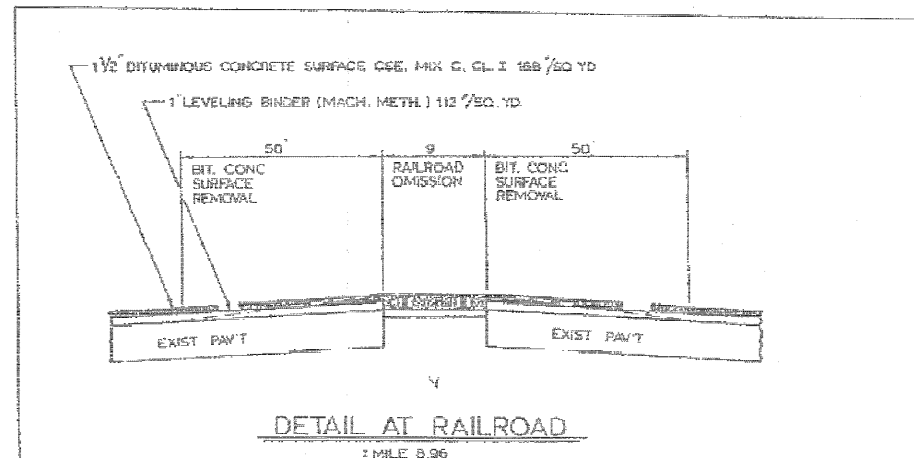 1½" BITUMINOUS CONCRETE SURFACE CSE, MIX C, CL. I 168 #/SQ YD
1" LEVELING BINDER (MACH. METH.) 112 #/SQ. YD.
50' 9 50'
BIT. CONC RAILROAD BIT. CONC
SURFACE OMISSION SURFACE
REMOVAL REMOVAL
EXIST PAV'T EXIST PAV'T
DETAIL AT RAILROAD
MILE 8.96